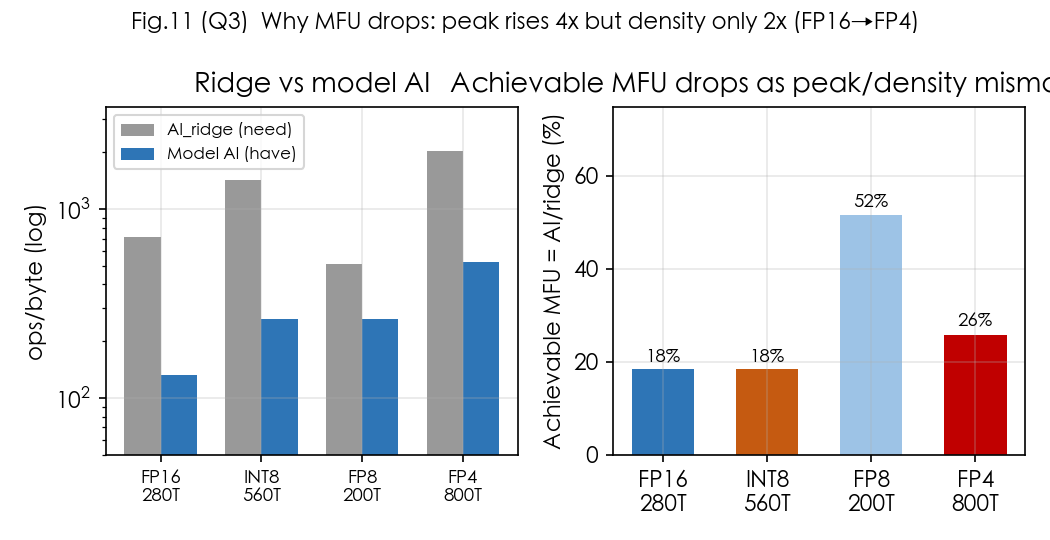 Fig.11 (Q3)  Why MFU drops: peak rises 4x but density only 2x (FP16→FP4)
Ridge vs model AI
AI_ridge (need)
Model AI (have)
ops/byte (log)
10³
10²
FP16
280T
INT8
560T
FP8
200T
FP4
800T
Achievable MFU drops as peak/density
Achievable MFU = AI/ridge (%)
60
40
20
0
18%
18%
52%
26%
FP16
280T
INT8
560T
FP8
200T
FP4
800T